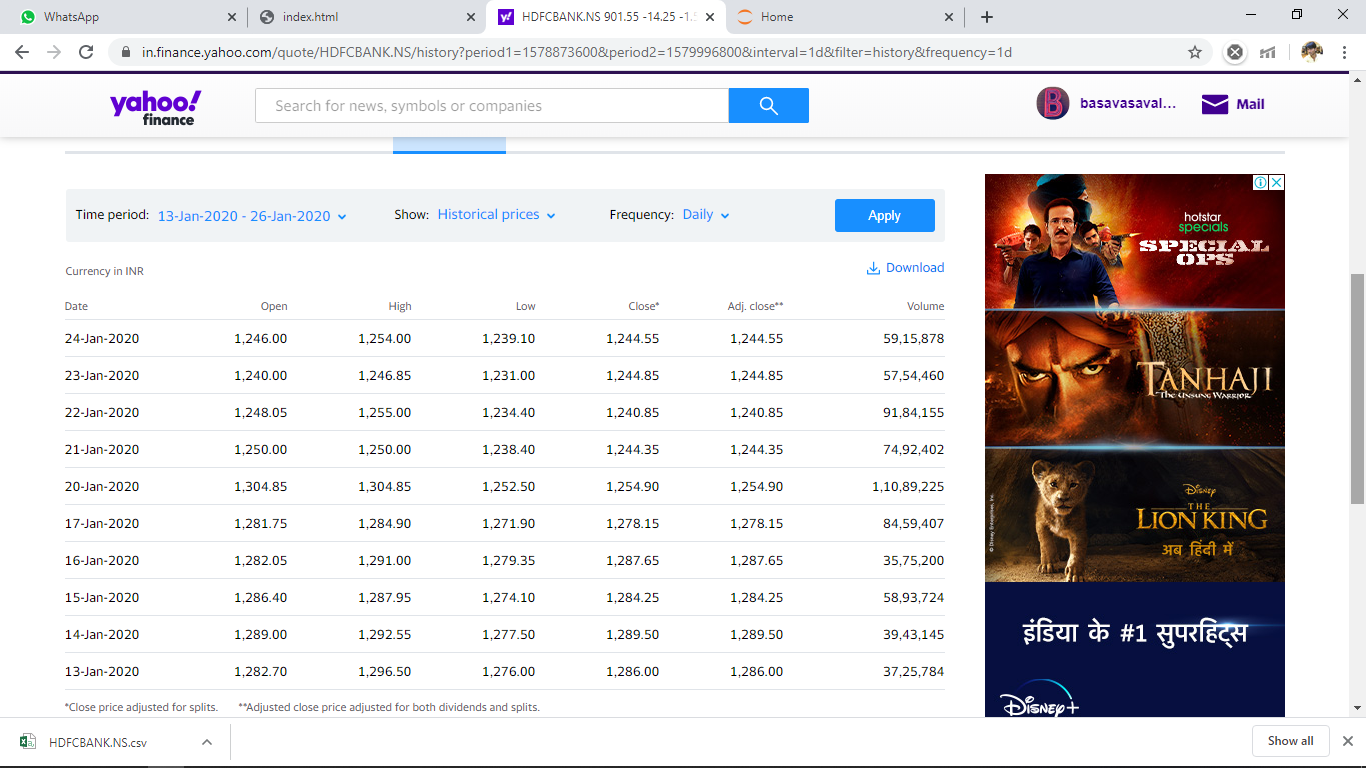 WhatsApp index.html HDFCBANK.NS 901.55 -14.25 -1. Home
in.finance.yahoo.com/quote/HDFCBANK.NS/history?period1=1578873600&period2=1579996800&interval=1d&filter=history&frequency=1d
yahoo! finance
Search for news, symbols or companies
basavasaval...
Mail
Time period: 13-Jan-2020 - 26-Jan-2020 Show: Historical prices Frequency: Daily Apply
Currency in INR Download
Date Open High Low Close* Adj. close** Volume
24-Jan-2020 1,246.00 1,254.00 1,239.10 1,244.55 1,244.55 59,15,878
23-Jan-2020 1,240.00 1,246.85 1,231.00 1,244.85 1,244.85 57,54,460
22-Jan-2020 1,248.05 1,255.00 1,234.40 1,240.85 1,240.85 91,84,155
21-Jan-2020 1,250.00 1,250.00 1,238.40 1,244.35 1,244.35 74,92,402
20-Jan-2020 1,304.85 1,304.85 1,252.50 1,254.90 1,254.90 1,10,89,225
17-Jan-2020 1,281.75 1,284.90 1,271.90 1,278.15 1,278.15 84,59,407
16-Jan-2020 1,282.05 1,291.00 1,279.35 1,287.65 1,287.65 35,75,200
15-Jan-2020 1,286.40 1,287.95 1,274.10 1,284.25 1,284.25 58,93,724
14-Jan-2020 1,289.00 1,292.55 1,277.50 1,289.50 1,289.50 39,43,145
13-Jan-2020 1,282.70 1,296.50 1,276.00 1,286.00 1,286.00 37,25,784
*Close price adjusted for splits. **Adjusted close price adjusted for both dividends and splits.
hotstar
specials
SPECIAL
OPS
TANHAJI
THE UNSUNG WARRIOR
Disney
THE
LION KING
अब हिंदी में
© Disney Enterprises, Inc.
इंडिया के #1 सुपरहिट्स
Disney+
HDFCBANK.NS.csv Show all